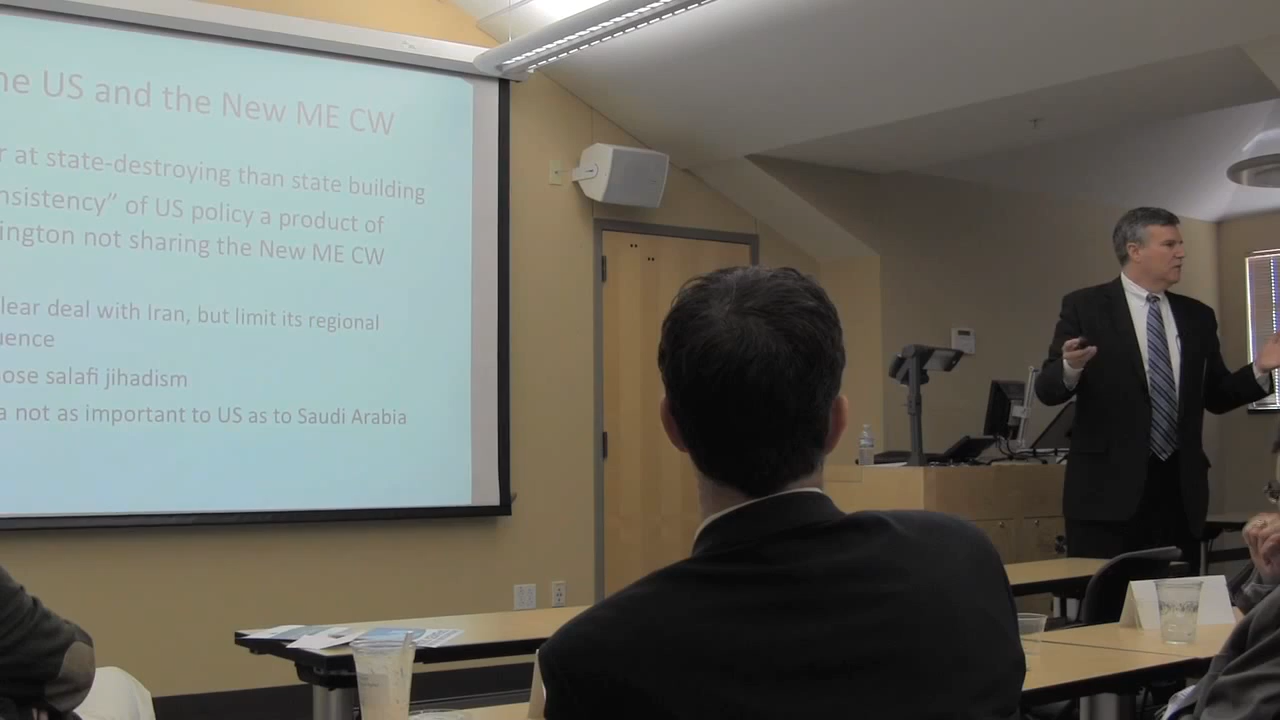 he US and the New ME CW
r at state-destroying than state building
nsistency” of US policy a product of
ington not sharing the New ME CW
lear deal with Iran, but limit its regional
uence
ose salafi jihadism
a not as important to US as to Saudi Arabia